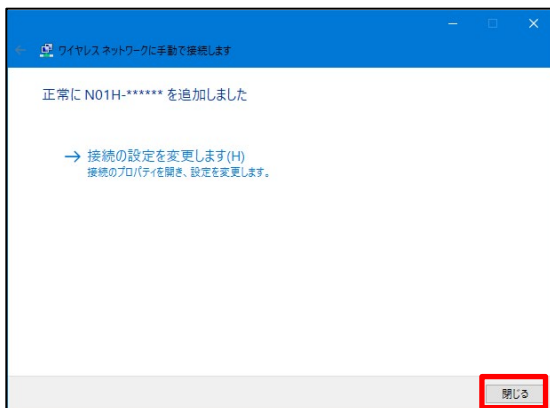 ワイヤレス ネットワークに手動で接続します
正常に N01H-****** を追加しました
接続の設定を変更します(H)
接続のプロパティを開き、設定を変更します。
閉じる